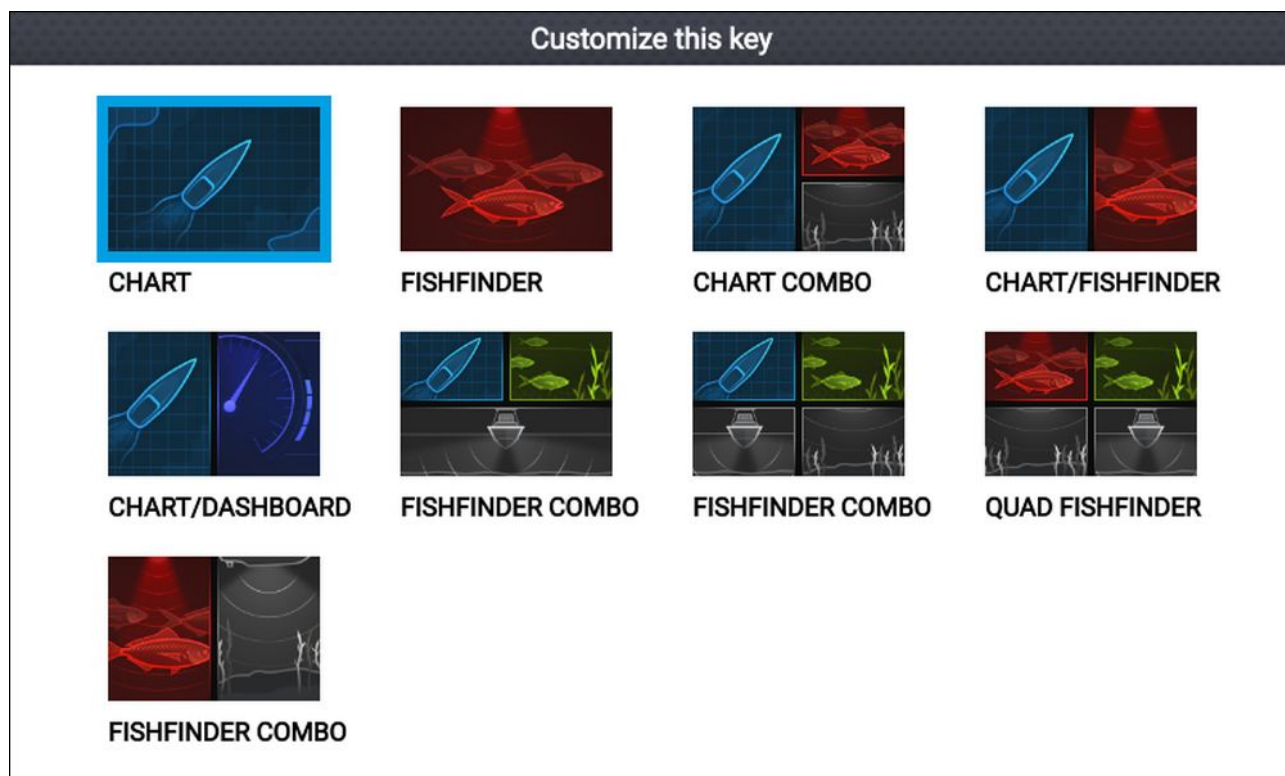 Customize this key
CHART
FISHFINDER
CHART COMBO
CHART/FISHFINDER
CHART/DASHBOARD
FISHFINDER COMBO
FISHFINDER COMBO
QUAD FISHFINDER
FISHFINDER COMBO